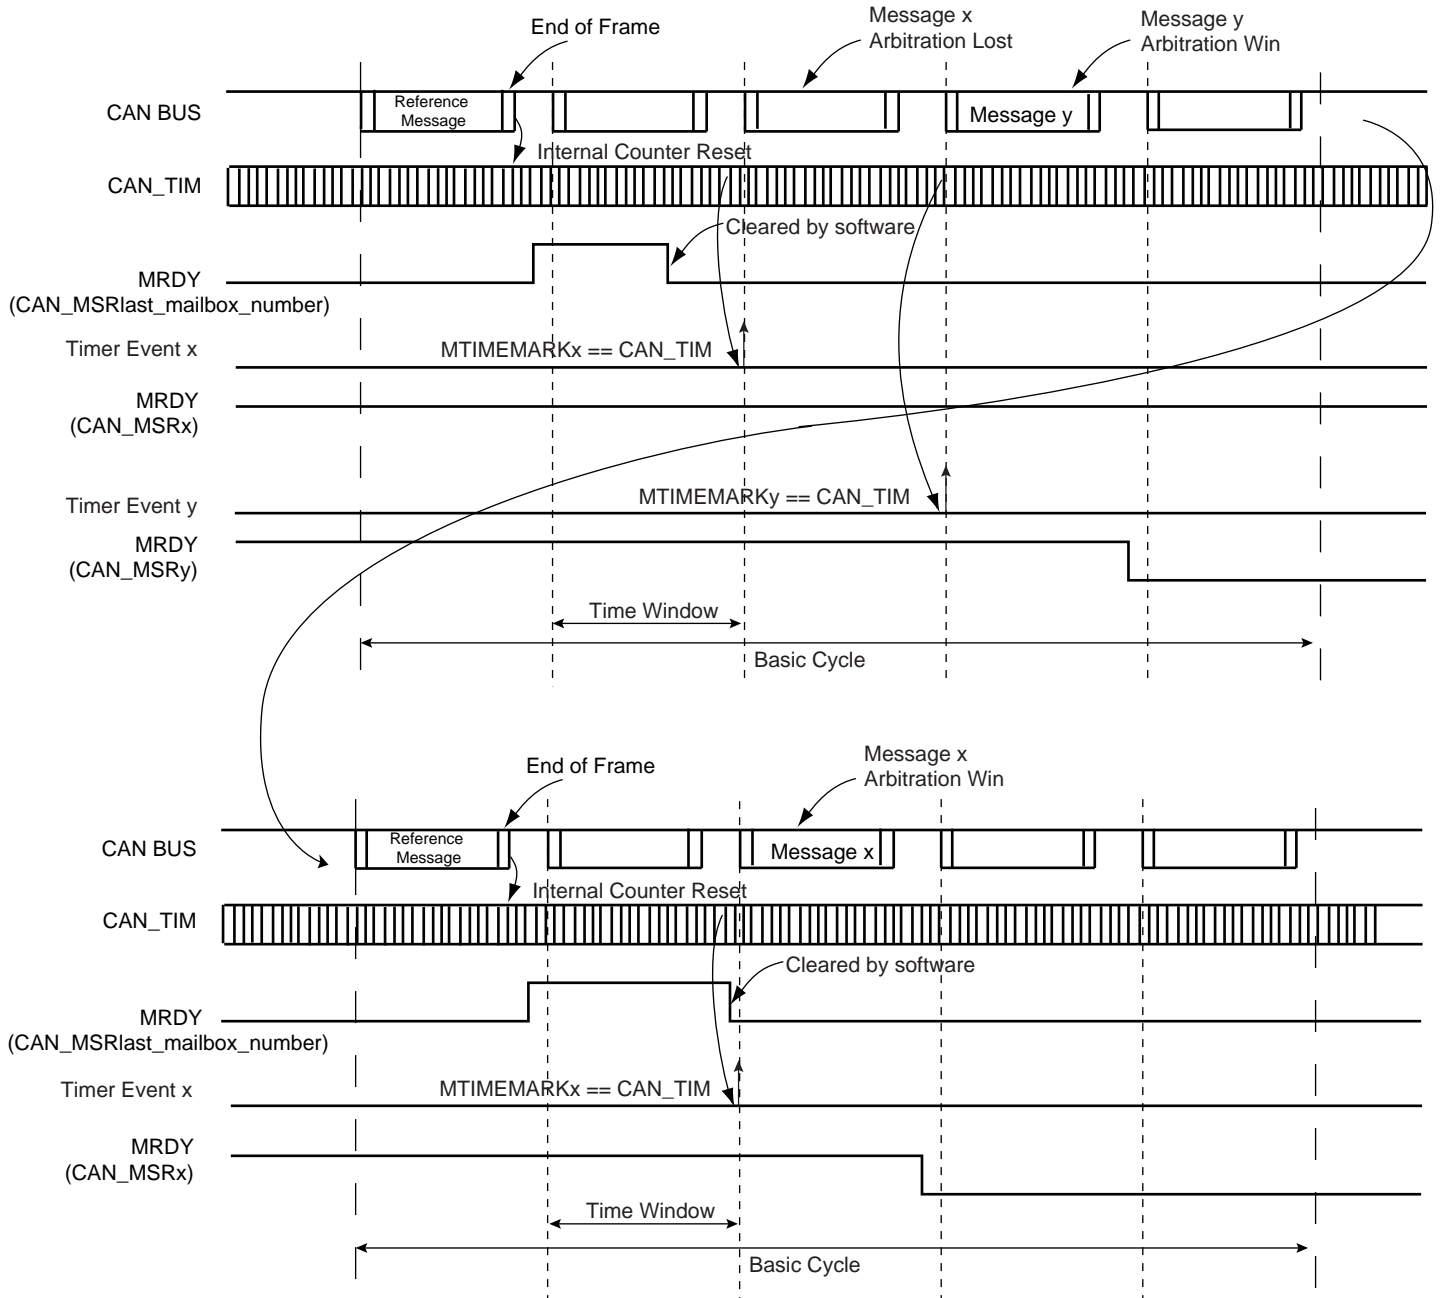 End of Frame
Message x
Arbitration Lost
Message y
Arbitration Win
CAN BUS
Reference
Message
Message y
Internal Counter Reset
CAN_TIM
Cleared by software
MRDY
(CAN_MSRlast_mailbox_number)
Timer Event x
MTIMEMARKx == CAN_TIM
MRDY
(CAN_MSRx)
MTIMEMARKy == CAN_TIM
Timer Event y
MRDY
(CAN_MSRy)
Time Window
Basic Cycle
End of Frame
Message x
Arbitration Win
CAN BUS
Reference
Message
Message x
Internal Counter Reset
CAN_TIM
Cleared by software
MRDY
(CAN_MSRlast_mailbox_number)
Timer Event x
MTIMEMARKx == CAN_TIM
MRDY
(CAN_MSRx)
Time Window
Basic Cycle